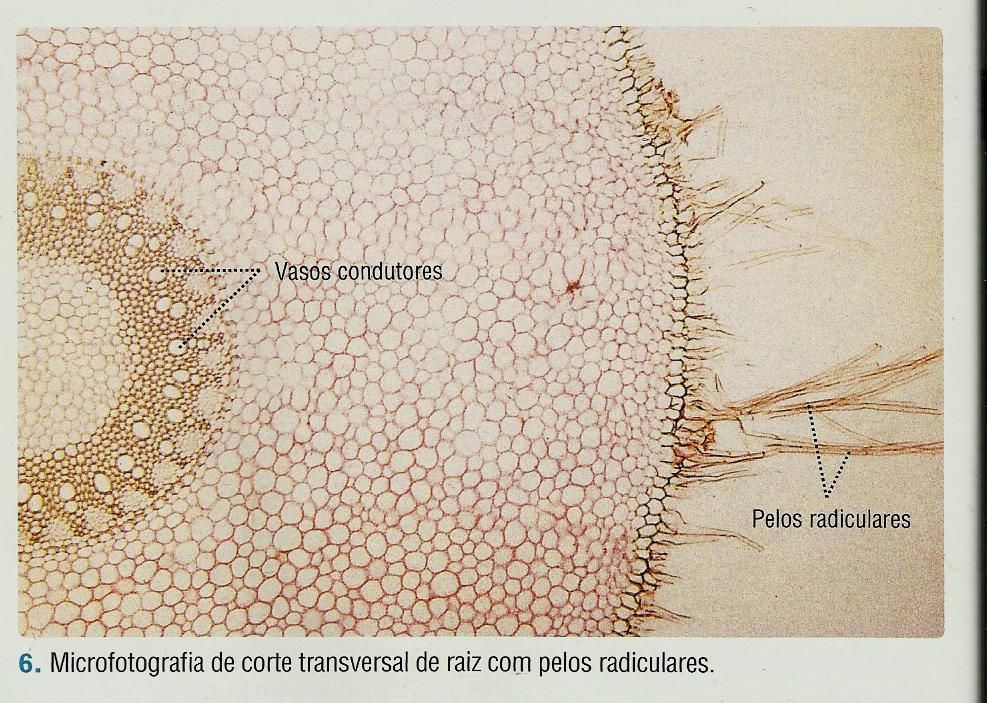 Vasos condutores
Pelos radiculares
6. Microfotografia de corte transversal de raiz com pelos radiculares.